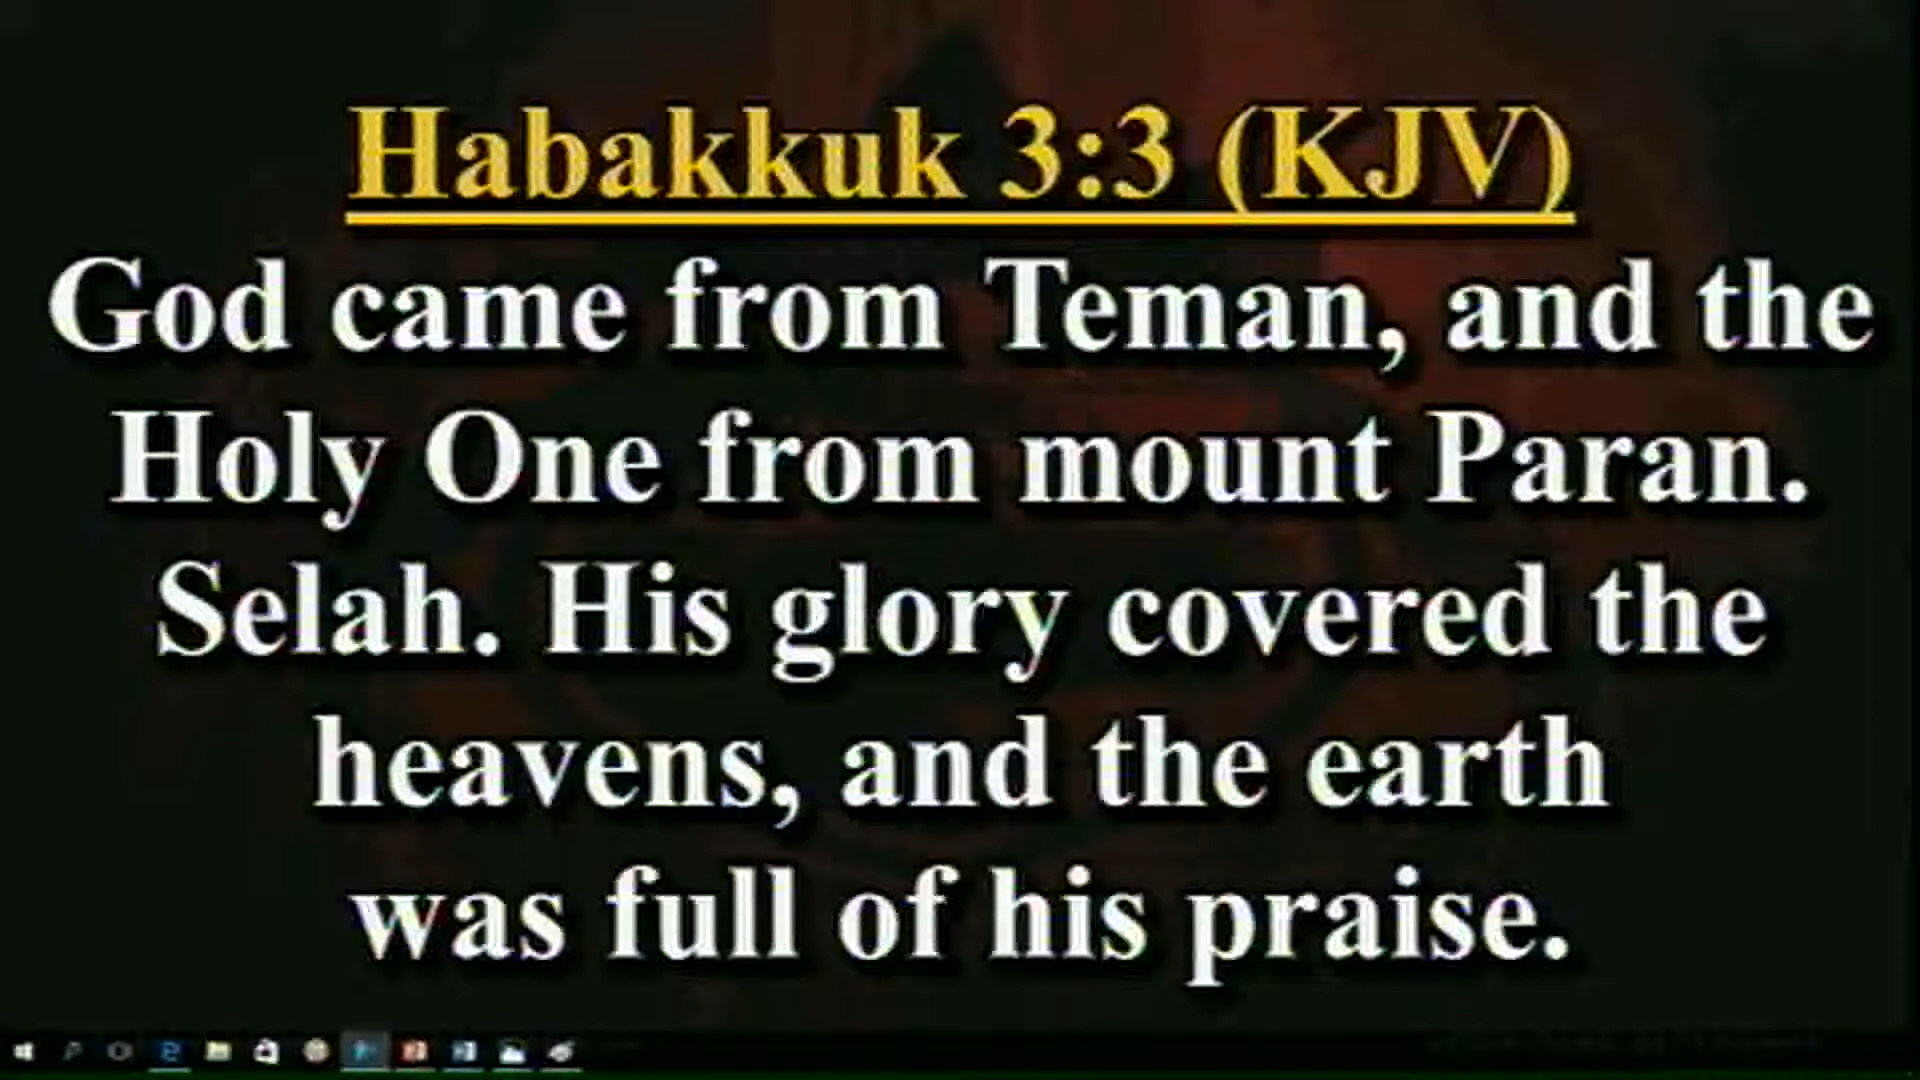 Habakkuk 3:3 (KJV)
God came from Teman, and the
Holy One from mount Paran.
Selah. His glory covered the
heavens, and the earth
was full of his praise.